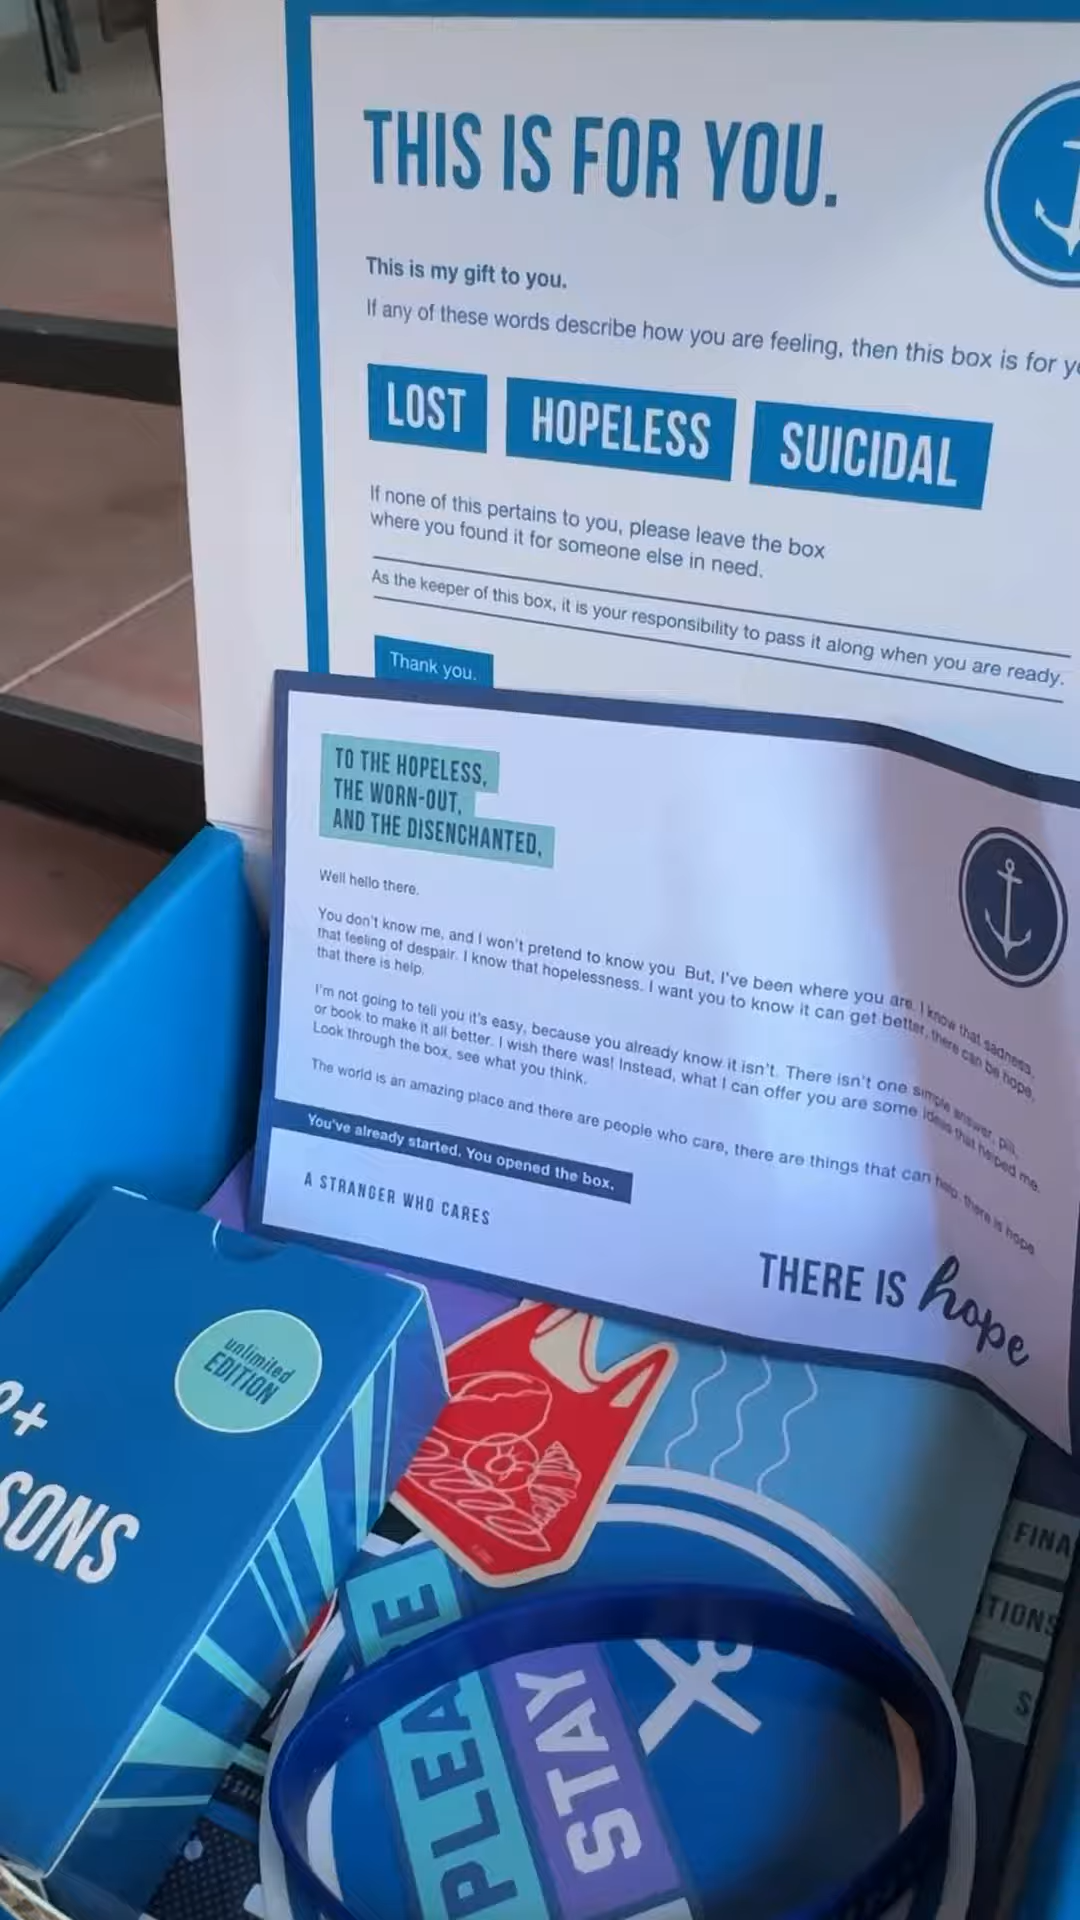 THIS IS FOR YOU.
This is my gift to you.
If any of these words describe how you are feeling, then this box is for
LOST HOPELESS SUICIDAL
If none of this pertains to you, please leave the box
where you found it for someone else in need.
As the keeper of this box, it is your responsibility to pass it along when you are ready.
Thank you.
TO THE HOPELESS,
THE WORN-OUT,
AND THE DISENCHANTED,
Well hello there.
You don't know me, and I won't pretend to know you. But, I've been where you are. I know that sadness,
that feeling of despair. I know that hopelessness. I want you to know it can get better, there can be hope,
that there is help.
I'm not going to tell you it's easy, because you already know it isn't. There isn't one simple answer, pill,
or book to make it all better. I wish there was! Instead, what I can offer you are some ideas that helped me.
Look through the box, see what you think.
The world is an amazing place and there are people who care, there are things that can help, there is hope
You've already started. You opened the box.
A STRANGER WHO CARES
THERE IS hope
unlimited
EDITION
PLEASE
STAY